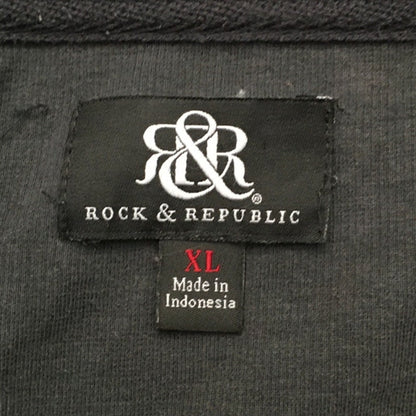 R&R®
ROCK & REPUBLIC
XL
Made in
Indonesia